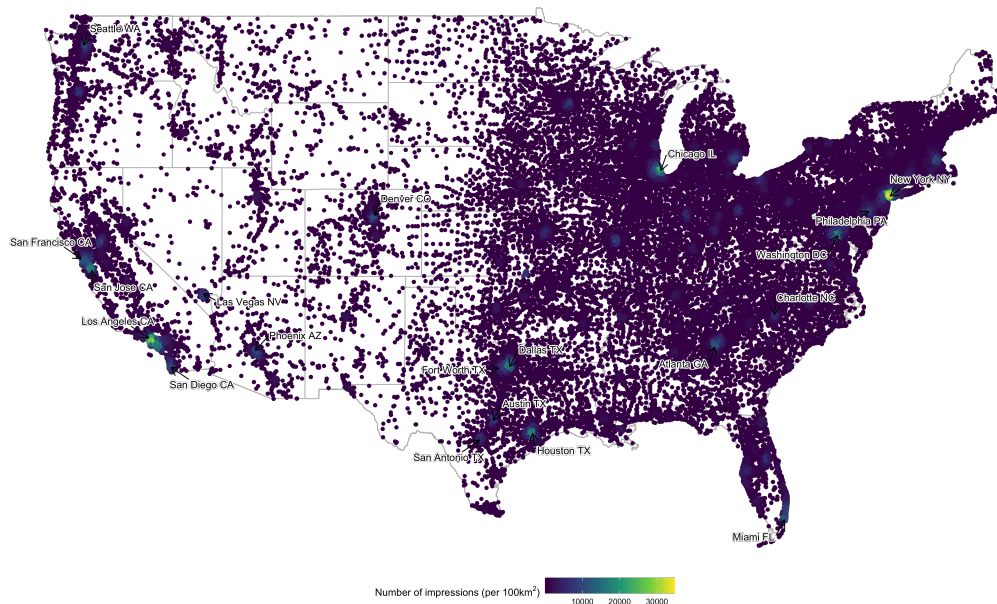 Seattle WA
Chicago IL
New York NY
Denver CO
Philadelphia PA
San Francisco CA
Washington DC
San Jose CA
Las Vegas NV
Charlotte NC
Los Angeles CA
Phoenix AZ
Dallas TX
Atlanta GA
Fort Worth TX
San Diego CA
Austin TX
Houston TX
San Antonio TX
Miami FL
Number of impressions (per 100km²)
10000 20000 30000